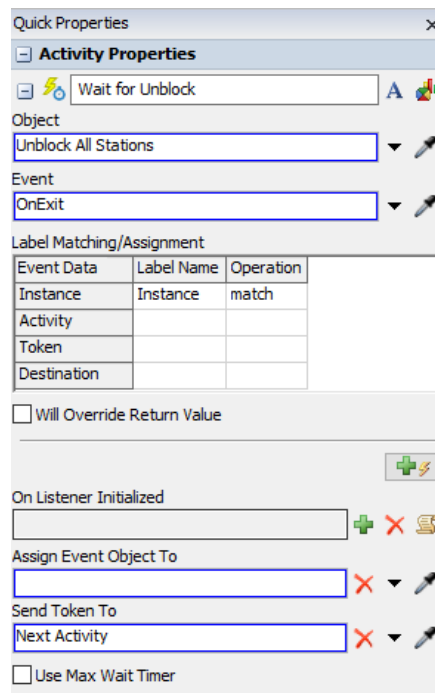 Quick Properties
Activity Properties
Wait for Unblock
Object
Unblock All Stations
Event
OnExit
Label Matching/Assignment
Event Data Label Name Operation
Instance Instance match
Activity
Token
Destination
Will Override Return Value
On Listener Initialized
Assign Event Object To
Send Token To
Next Activity
Use Max Wait Timer